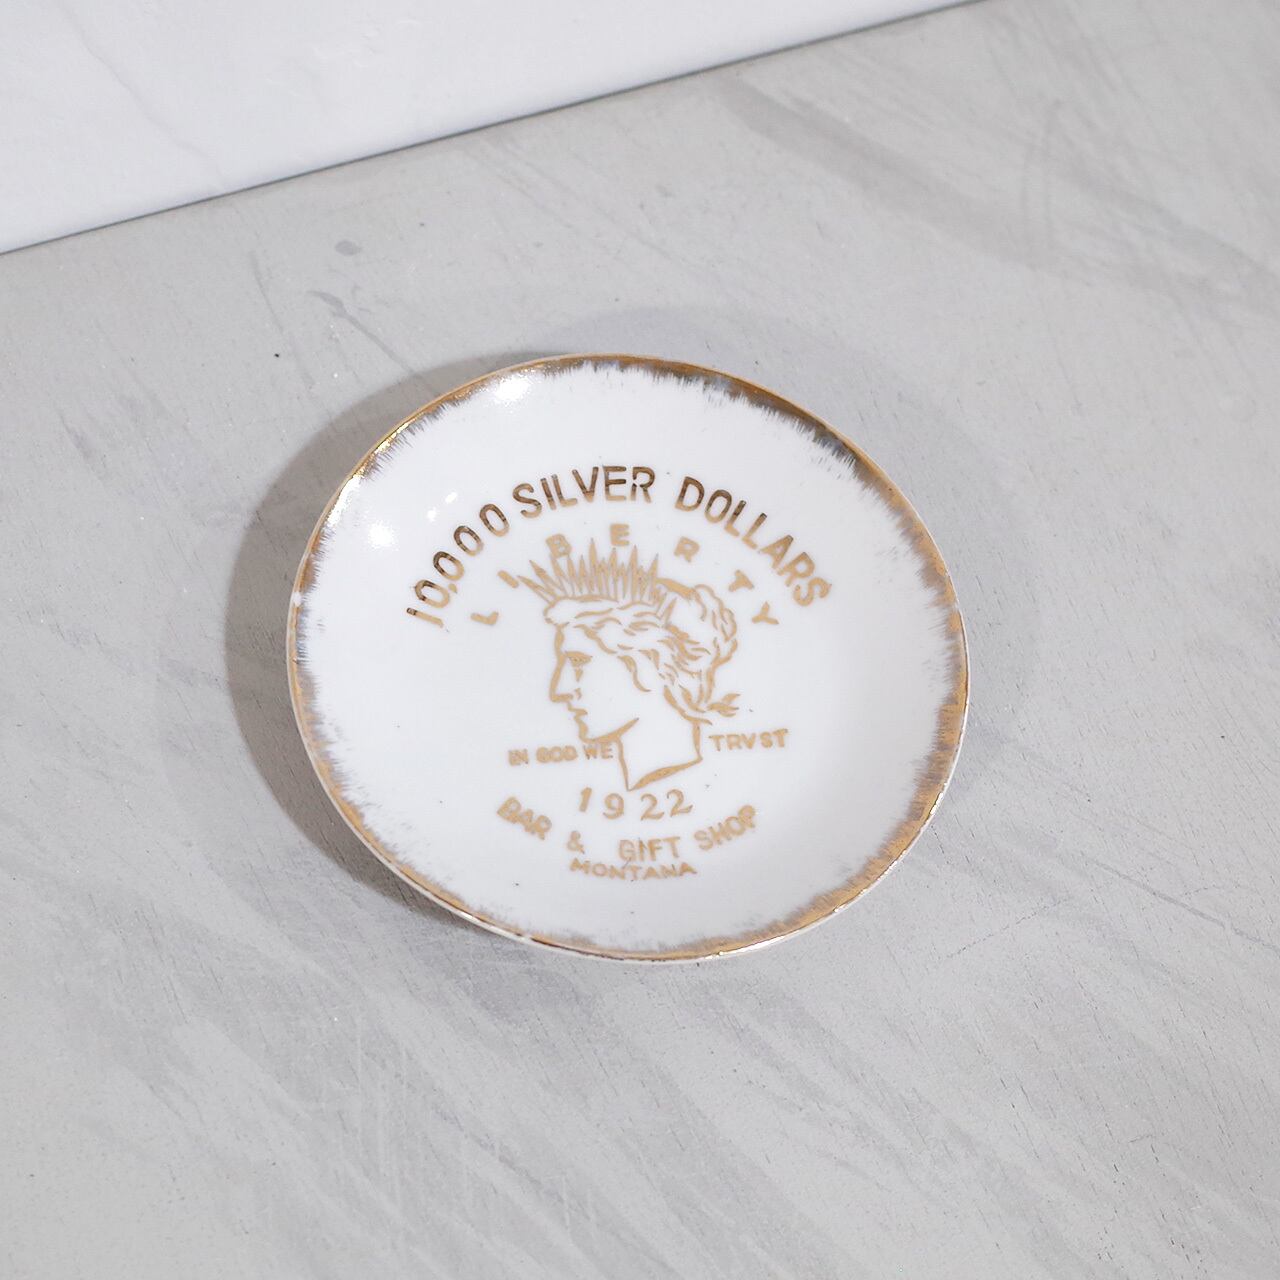 10,000 SILVER DOLLARS
LIBERTY
IN GOD WE TRVST
1922
BAR & GIFT SHOP
MONTANA